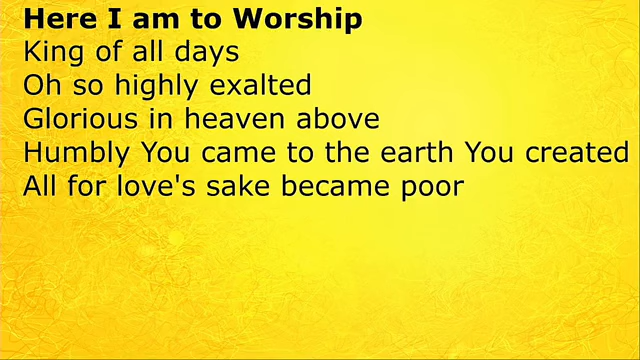 Here I am to Worship
King of all days
Oh so highly exalted
Glorious in heaven above
Humbly You came to the earth You created
All for love's sake became poor